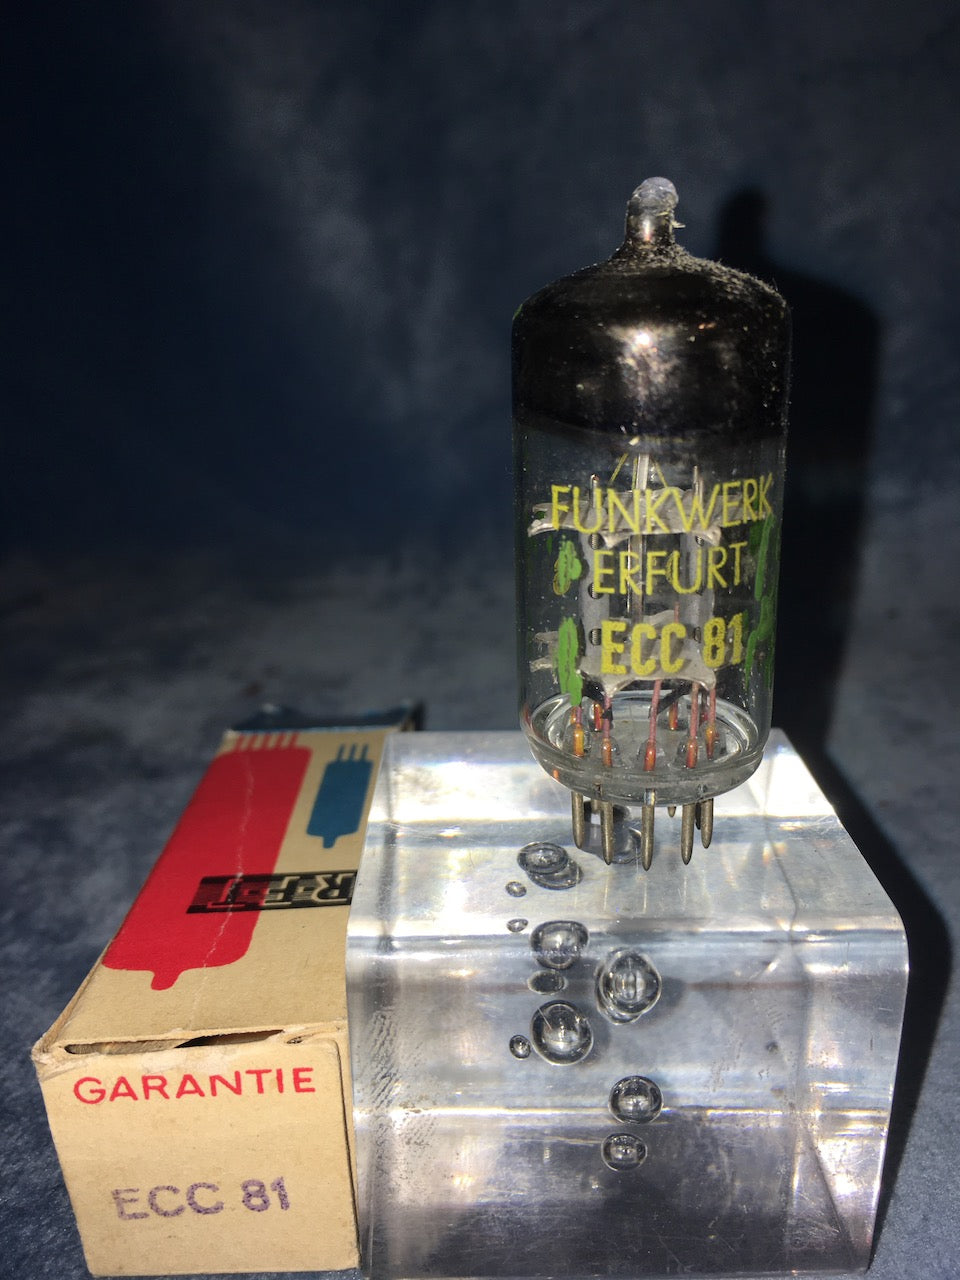 FUNKWERK
ERFURT
ECC 81
RFT
GARANTIE
ECC 81